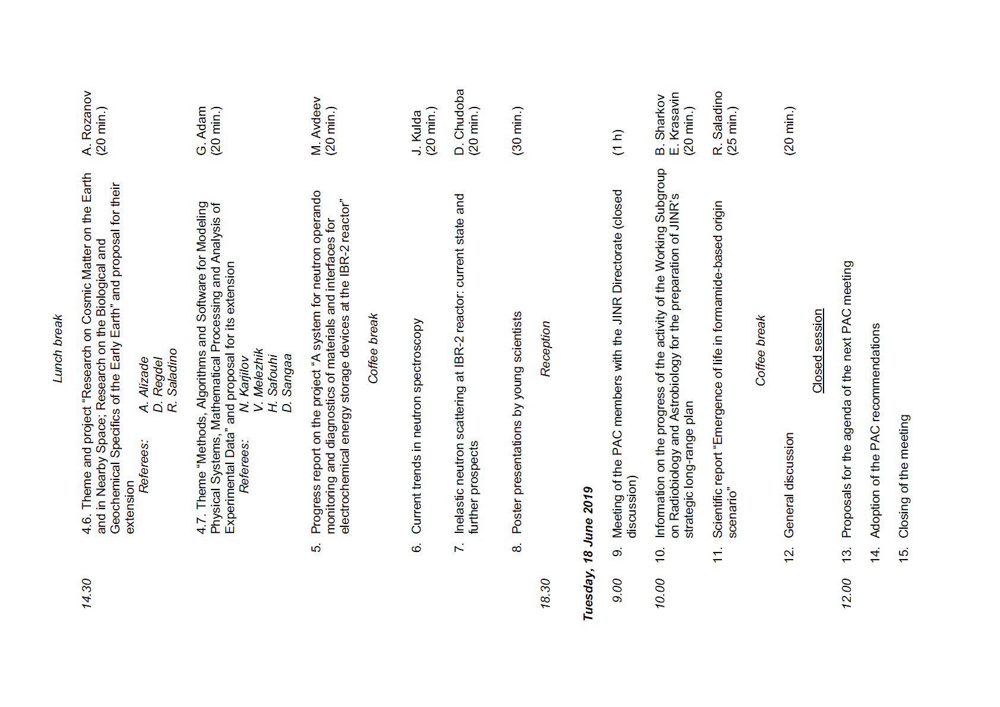 Lunch break
14.30 4.6. Theme and project “Research on Cosmic Matter on the Earth A. Rozanov
and in Nearby Space; Research on the Biological and (20 min.)
Geochemical Specifics of the Early Earth” and proposal for their
extension
Referees: A. Alizade
D. Regdel
R. Saladino
4.7. Theme “Methods, Algorithms and Software for Modeling G. Adam
Physical Systems, Mathematical Processing and Analysis of (20 min.)
Experimental Data” and proposal for its extension
Referees: N. Karjilov
V. Melezhik
H. Safouhi
D. Sangaa
5. Progress report on the project “A system for neutron operando M. Avdeev
monitoring and diagnostics of materials and interfaces for (20 min.)
electrochemical energy storage devices at the IBR-2 reactor”
Coffee break
6. Current trends in neutron spectroscopy J. Kulda
(20 min.)
7. Inelastic neutron scattering at IBR-2 reactor: current state and D. Chudoba
further prospects (20 min.)
8. Poster presentations by young scientists (30 min.)
18.30 Reception
Tuesday, 18 June 2019
9.00 9. Meeting of the PAC members with the JINR Directorate (closed (1 h)
discussion)
10.00 10. Information on the progress of the activity of the Working Subgroup B. Sharkov
on Radiobiology and Astrobiology for the preparation of JINR’s E. Krasavin
strategic long-range plan (20 min.)
11. Scientific report “Emergence of life in formamide-based origin R. Saladino
scenario” (25 min.)
Coffee break
12. General discussion (20 min.)
Closed session
12.00 13. Proposals for the agenda of the next PAC meeting
14. Adoption of the PAC recommendations
15. Closing of the meeting